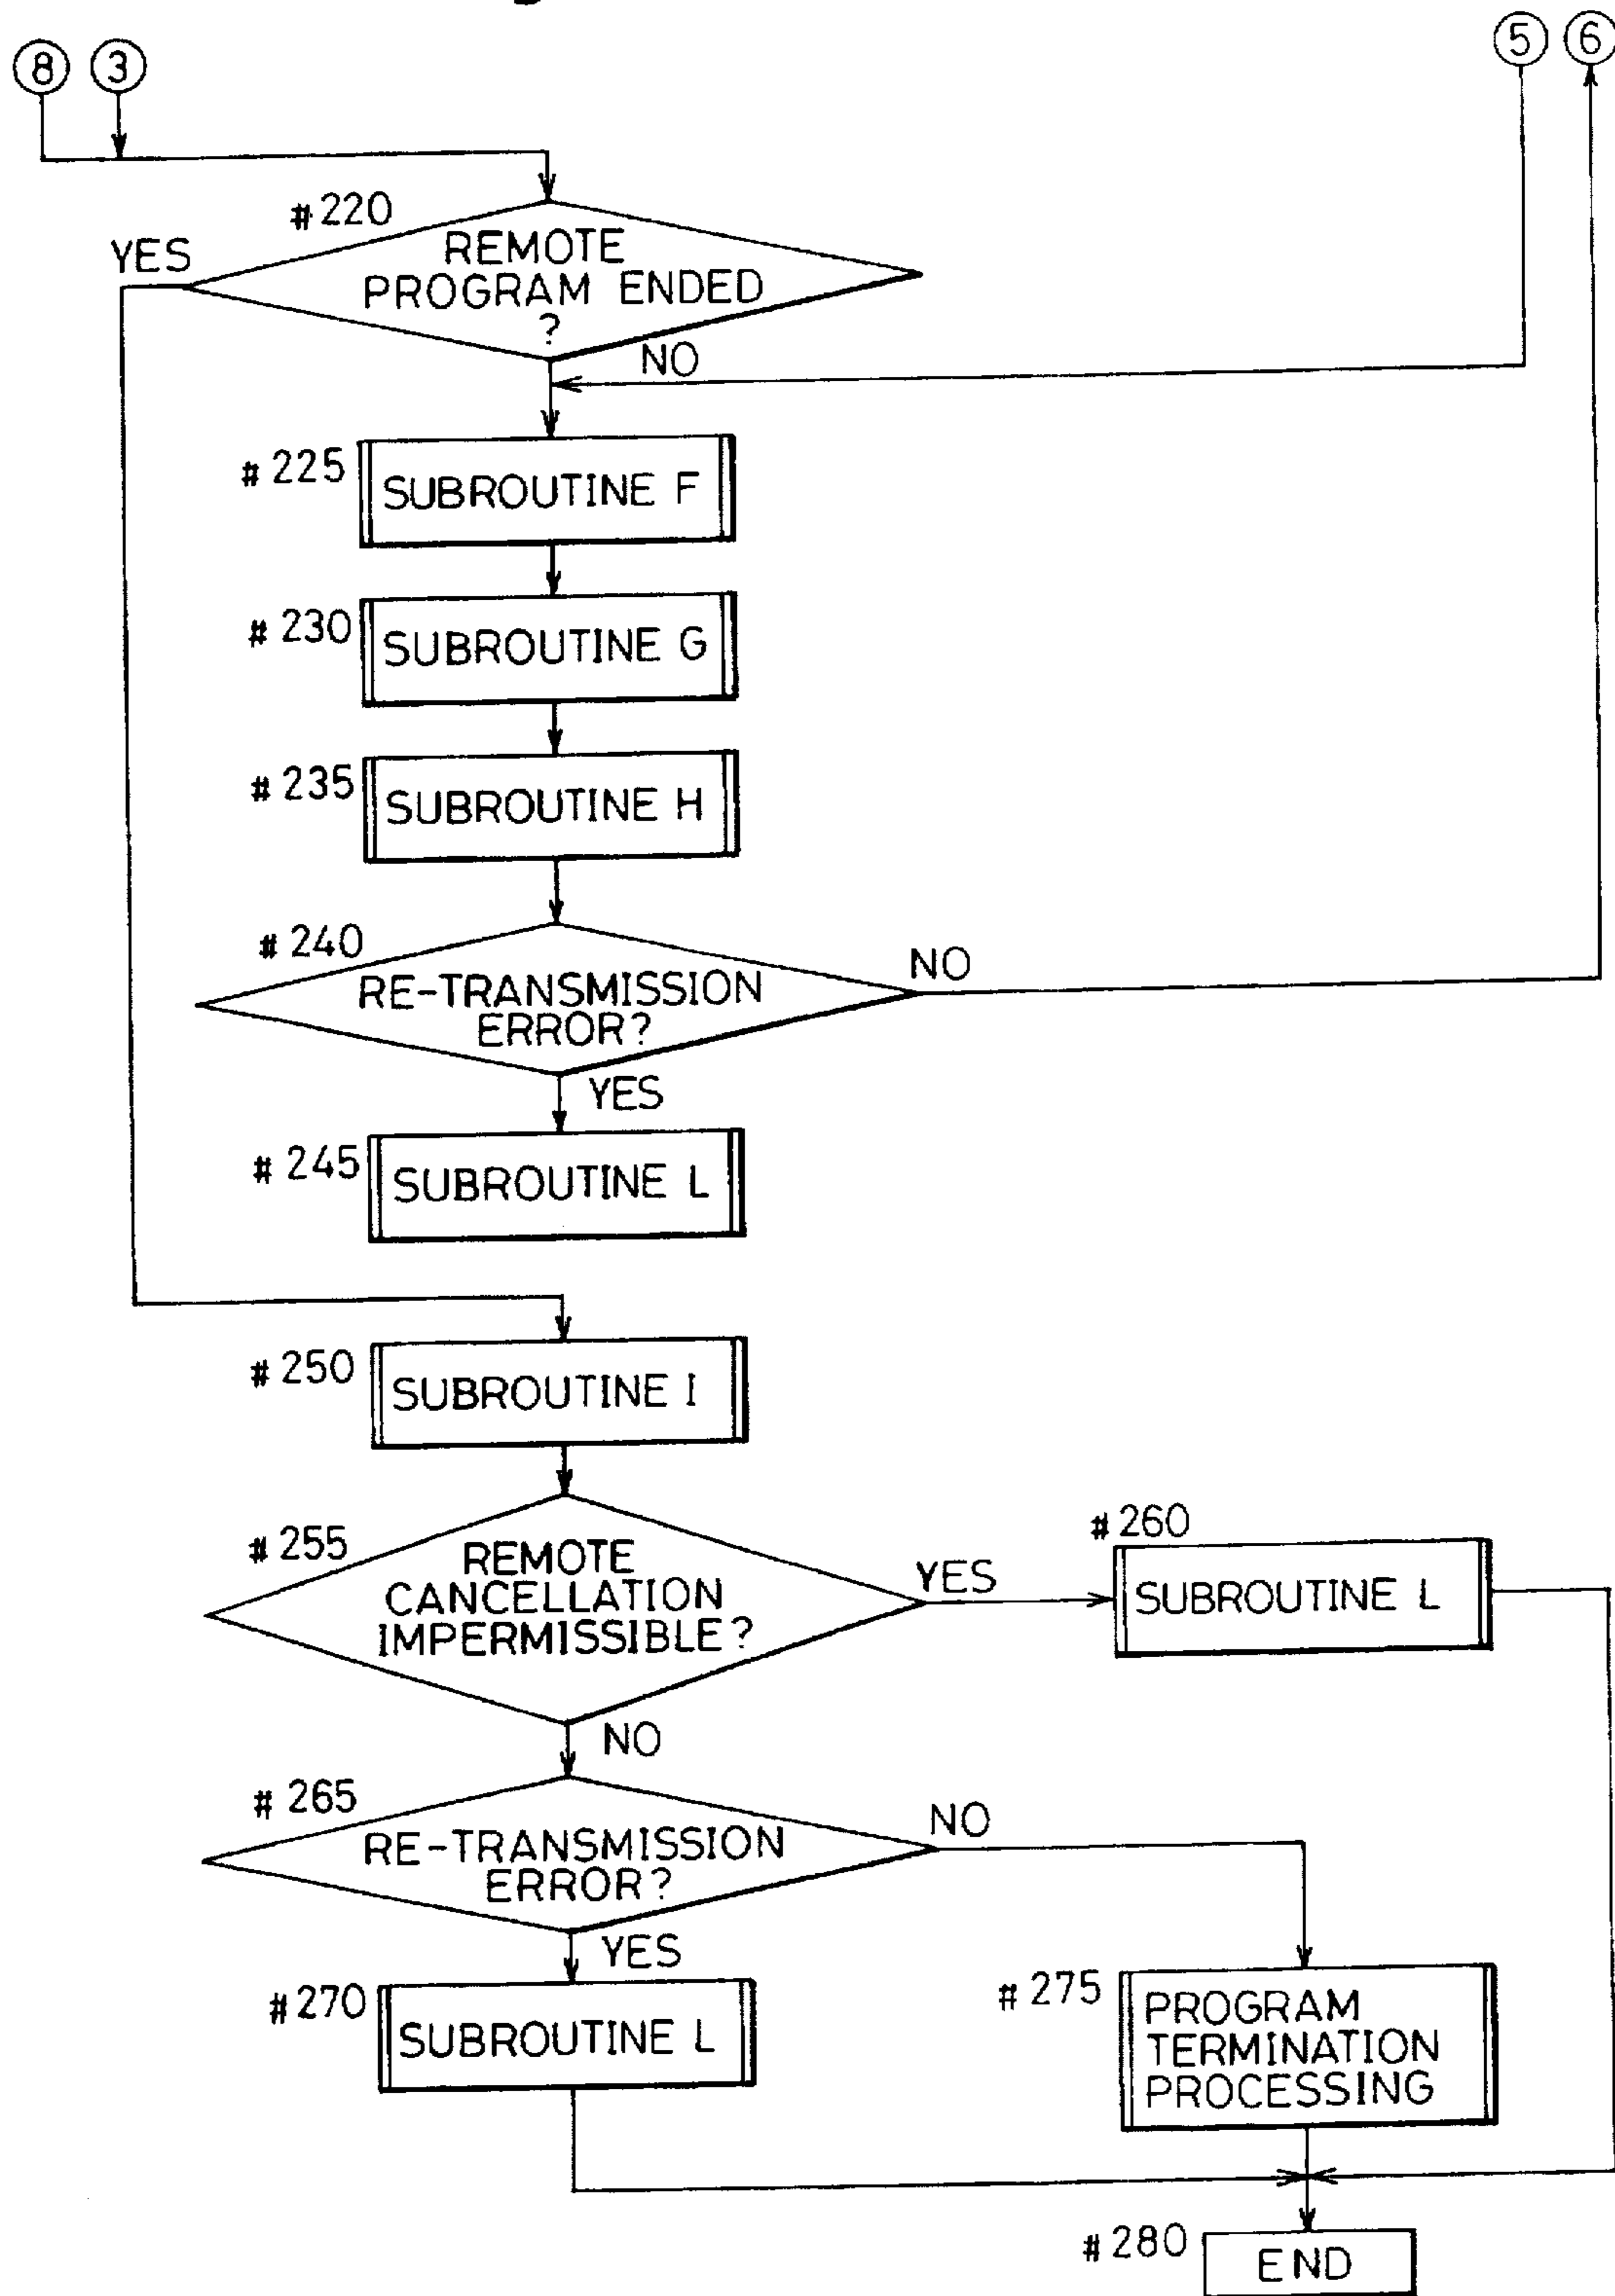 8 3 5 6
#220
YES
REMOTE
PROGRAM ENDED
?
NO
#225
SUBROUTINE F
#230
SUBROUTINE G
#235
SUBROUTINE H
#240
NO
RE-TRANSMISSION
ERROR?
YES
#245
SUBROUTINE L
#250
SUBROUTINE I
#255
REMOTE
CANCELLATION
IMPERMISSIBLE?
YES
#260
SUBROUTINE L
NO
#265
NO
RE-TRANSMISSION
ERROR?
YES
#270
SUBROUTINE L
#275
PROGRAM
TERMINATION
PROCESSING
#280
END